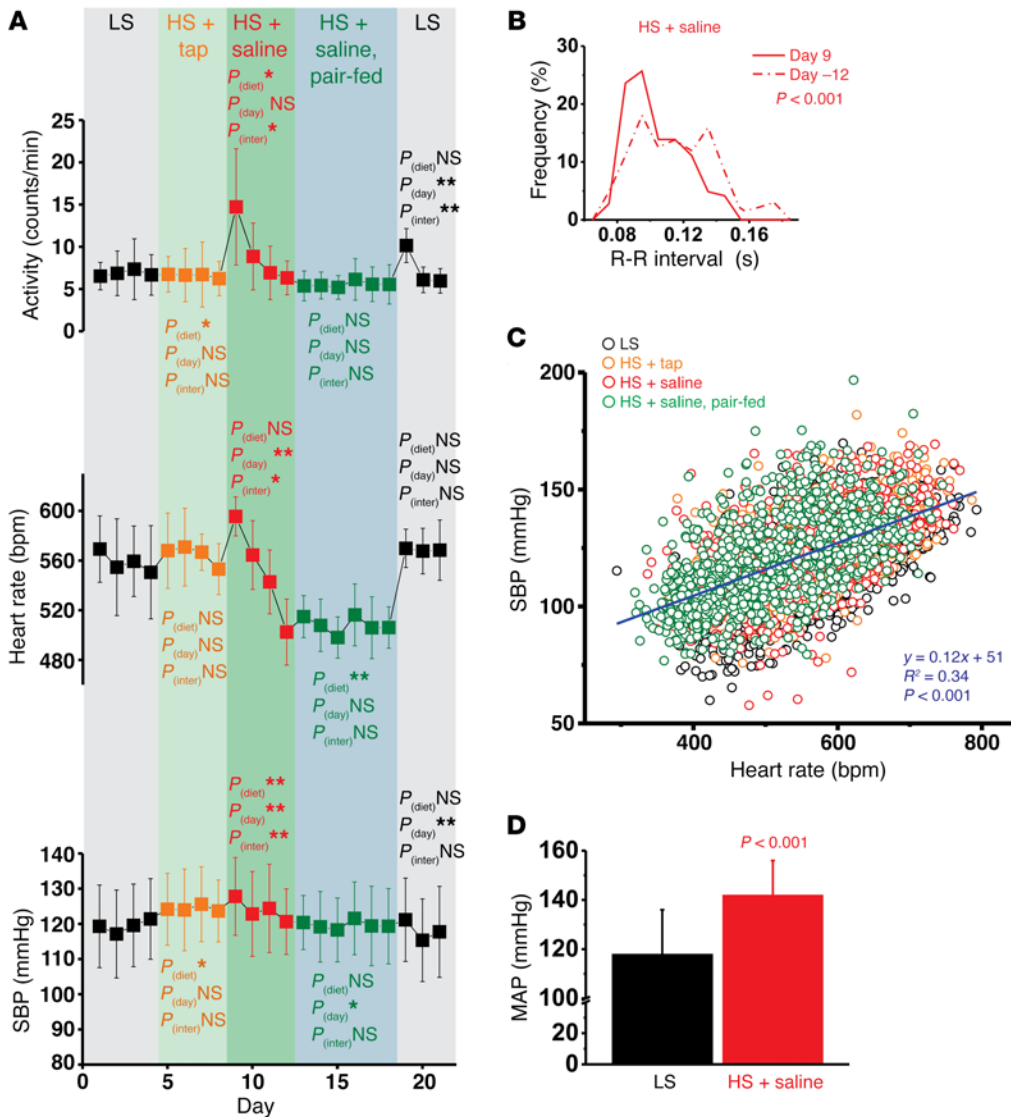 A
LS
HS +
tap
HS +
saline
HS +
saline,
pair-fed
LS
P(diet)*
P(day)NS
P(inter)*
P(diet)NS
P(day)**
P(inter)**
25
20
15
10
5
0
Activity (counts/min)
P(diet)*
P(day)NS
P(inter)NS
P(diet)NS
P(day)NS
P(inter)NS
P(diet)NS
P(day)**
P(inter)*
P(diet)NS
P(day)NS
P(inter)NS
600
560
520
480
Heart rate (bpm)
P(diet)NS
P(day)NS
P(inter)NS
P(diet)**
P(day)NS
P(inter)NS
P(diet)**
P(day)**
P(inter)**
P(diet)NS
P(day)**
P(inter)NS
140
130
120
110
100
90
80
SBP (mmHg)
P(diet)*
P(day)NS
P(inter)NS
P(diet)NS
P(day)*
P(inter)NS
0 5 10 15 20
Day
B
HS + saline
Day 9
Day −12
P < 0.001
30
20
10
0
Frequency (%)
0.08 0.12 0.16
R-R interval (s)
C
LS
HS + tap
HS + saline
HS + saline, pair-fed
200
150
100
50
SBP (mmHg)
y = 0.12x + 51
R² = 0.34
P < 0.001
400 600 800
Heart rate (bpm)
D
P < 0.001
160
140
120
100
20
0
MAP (mmHg)
LS HS + saline